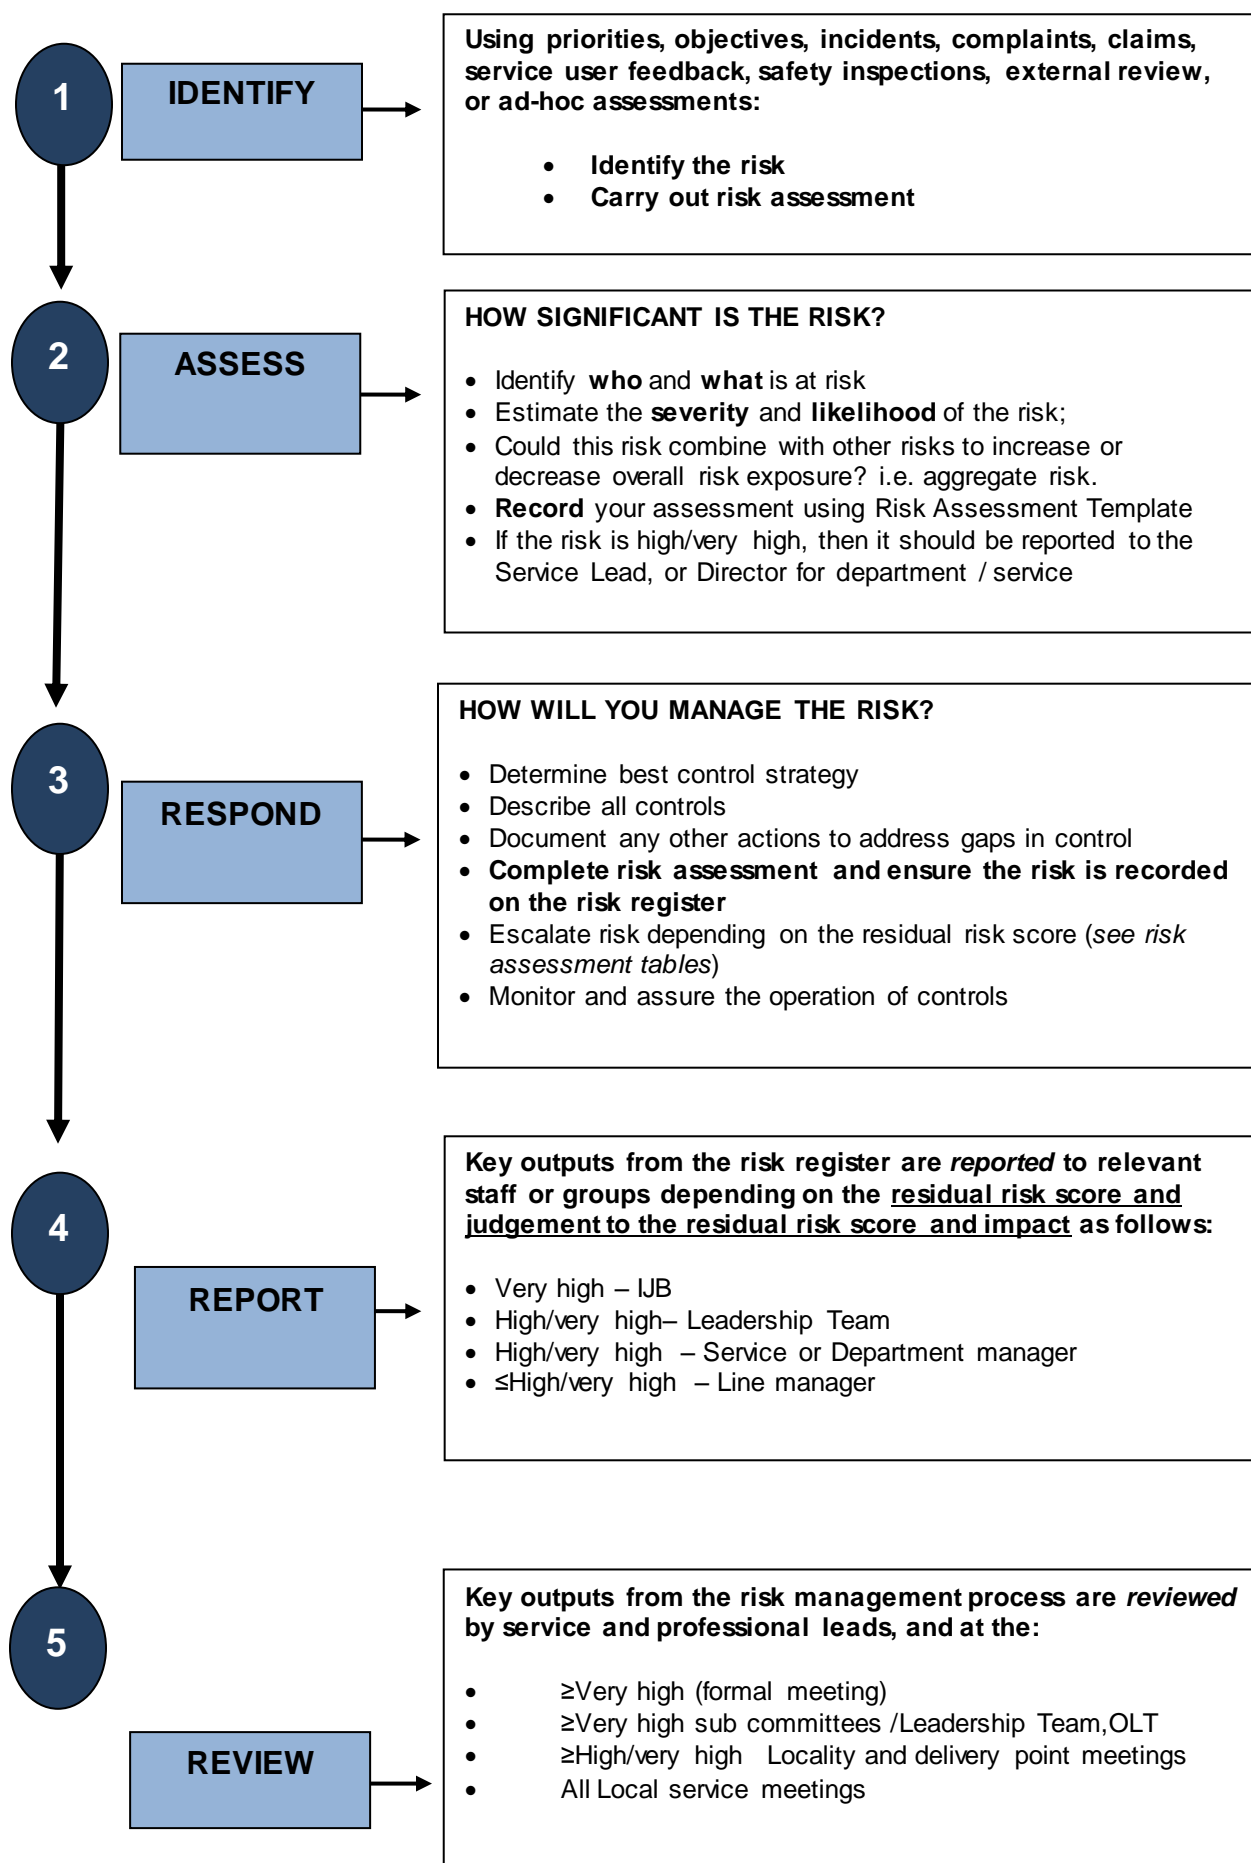 1
IDENTIFY
Using priorities, objectives, incidents, complaints, claims,
service user feedback, safety inspections, external review,
or ad-hoc assessments:
• Identify the risk
• Carry out risk assessment
2
ASSESS
HOW SIGNIFICANT IS THE RISK?
• Identify who and what is at risk
• Estimate the severity and likelihood of the risk;
• Could this risk combine with other risks to increase or
decrease overall risk exposure? i.e. aggregate risk.
• Record your assessment using Risk Assessment Template
• If the risk is high/very high, then it should be reported to the
Service Lead, or Director for department / service
3
RESPOND
HOW WILL YOU MANAGE THE RISK?
• Determine best control strategy
• Describe all controls
• Document any other actions to address gaps in control
• Complete risk assessment and ensure the risk is recorded
on the risk register
• Escalate risk depending on the residual risk score (see risk
assessment tables)
• Monitor and assure the operation of controls
4
REPORT
Key outputs from the risk register are reported to relevant
staff or groups depending on the residual risk score and
judgement to the residual risk score and impact as follows:
• Very high – IJB
• High/very high– Leadership Team
• High/very high – Service or Department manager
• ≤High/very high – Line manager
5
REVIEW
Key outputs from the risk management process are reviewed
by service and professional leads, and at the:
• ≥Very high (formal meeting)
• ≥Very high sub committees /Leadership Team,OLT
• ≥High/very high Locality and delivery point meetings
• All Local service meetings